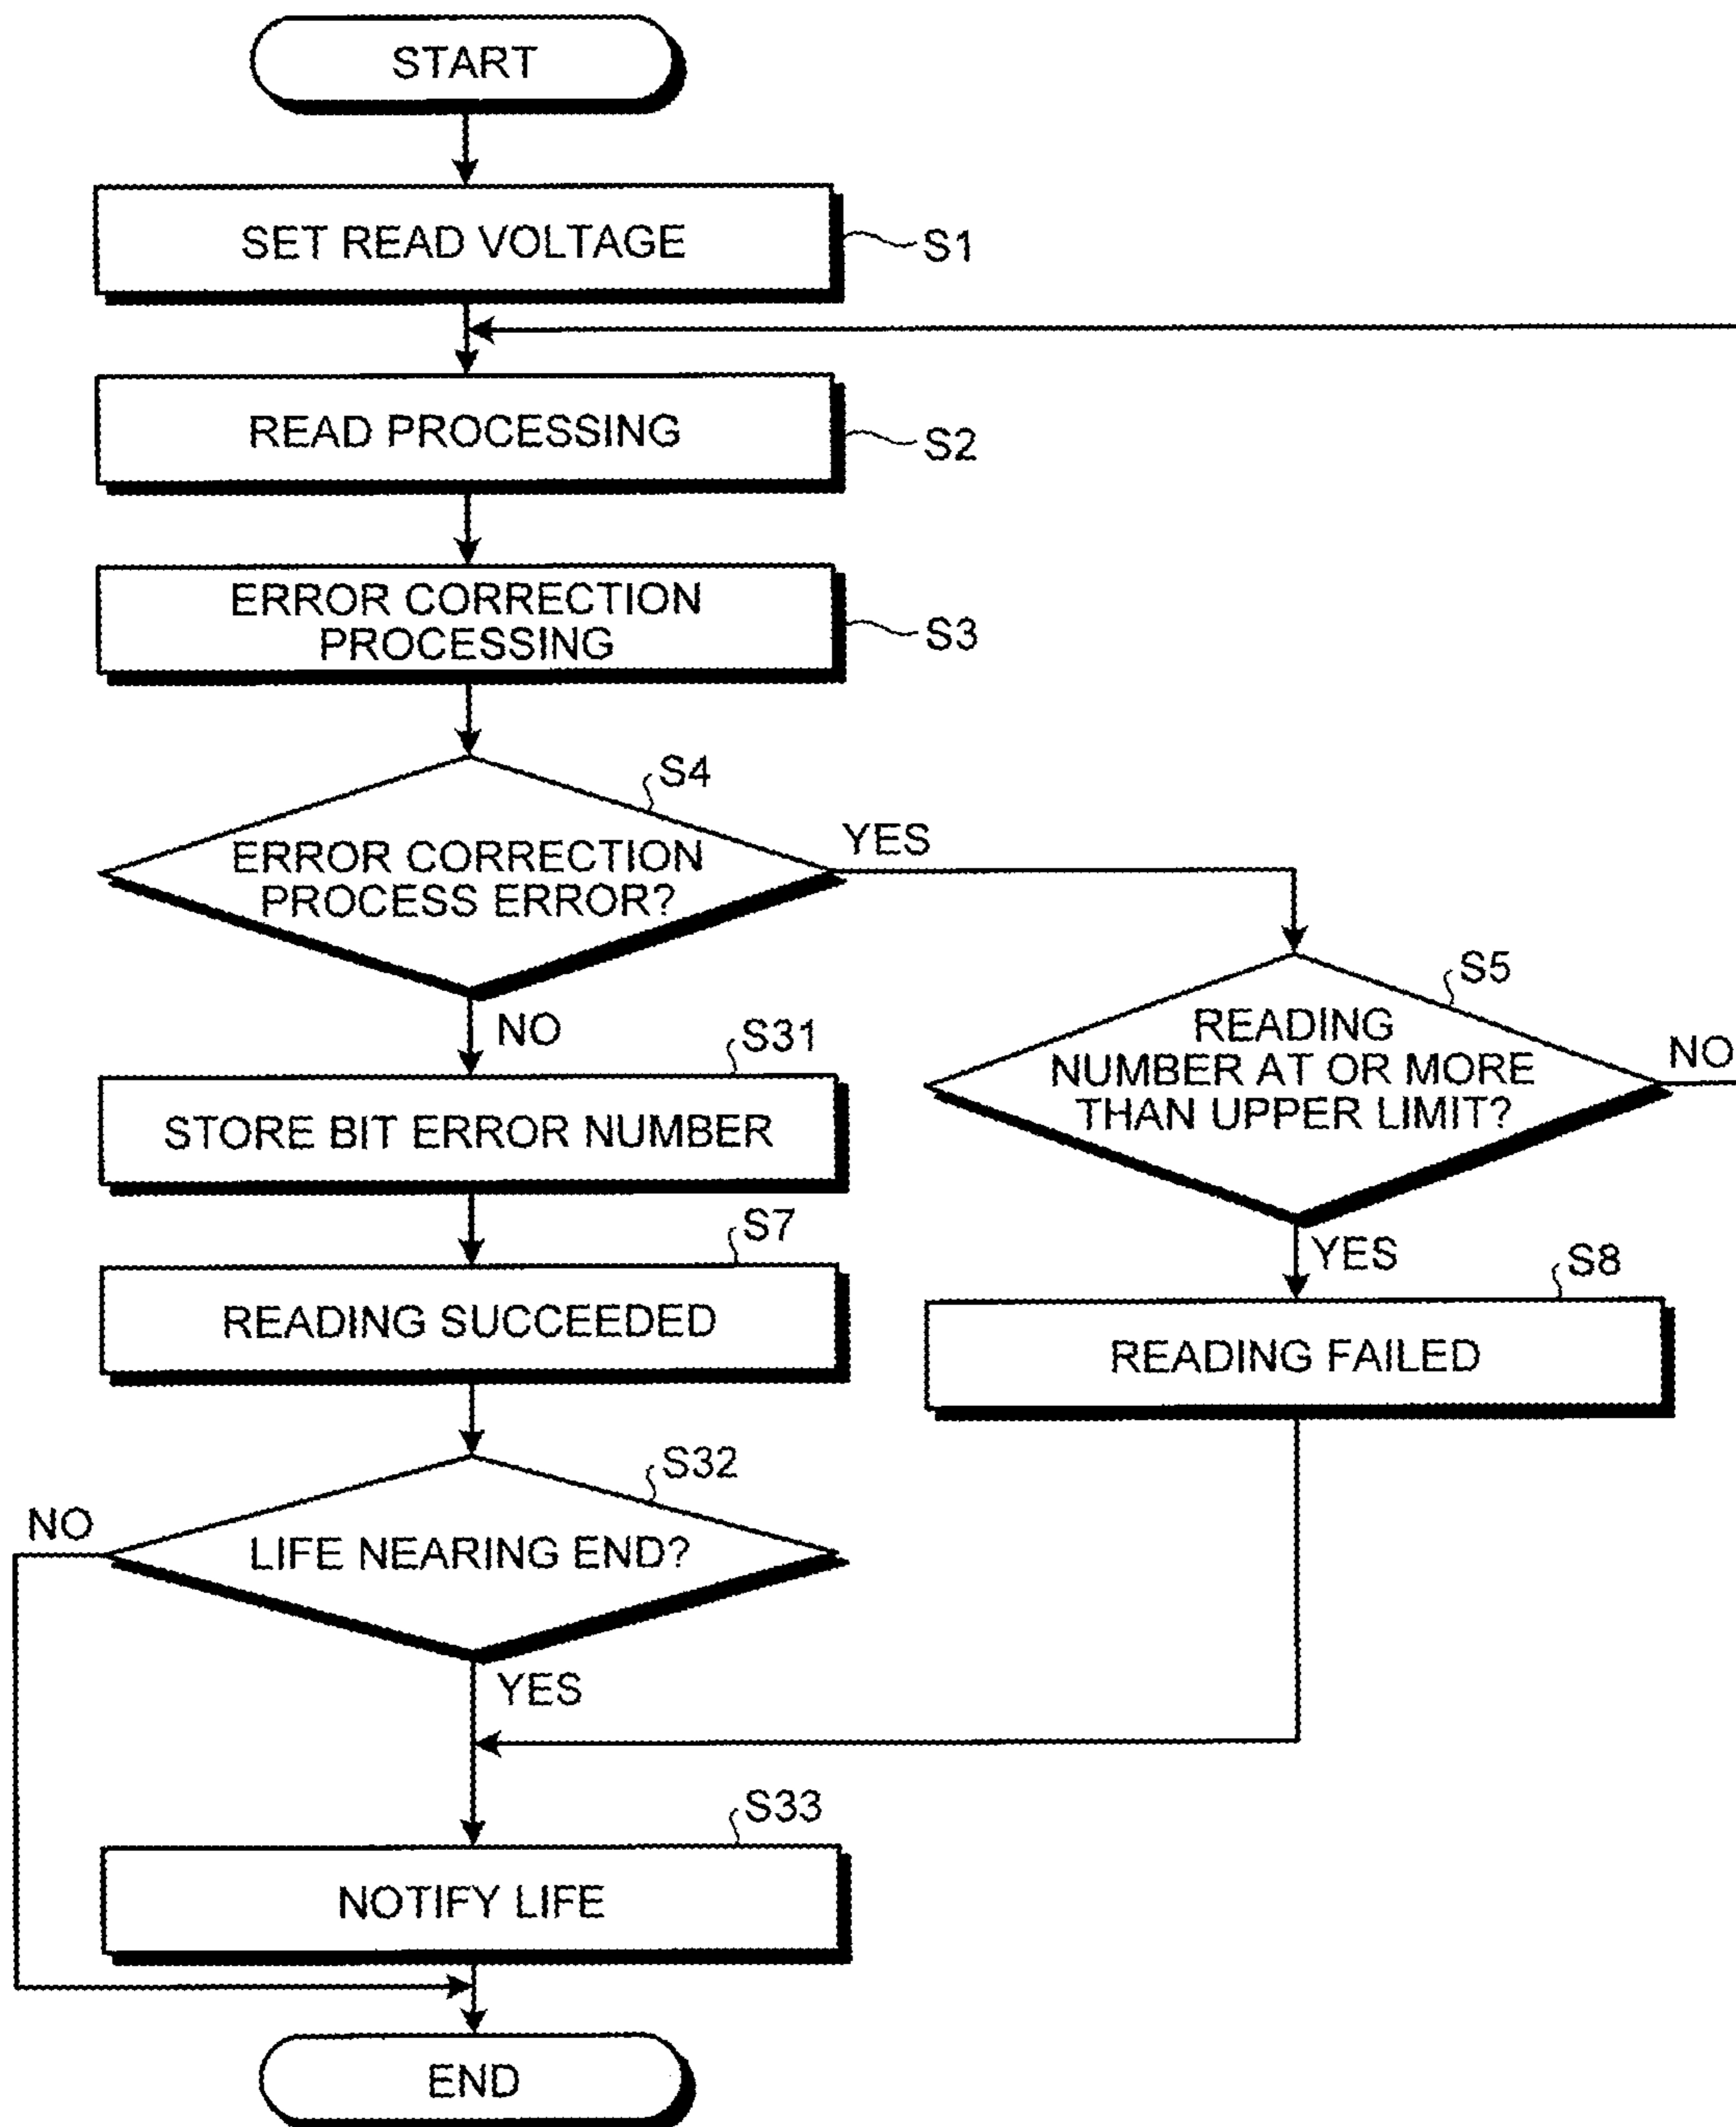 START
SET READ VOLTAGE
S1
READ PROCESSING
S2
ERROR CORRECTION
PROCESSING
S3
S4
ERROR CORRECTION
PROCESS ERROR?
YES
NO
S5
READING
NUMBER AT OR MORE
THAN UPPER LIMIT?
NO
YES
S31
STORE BIT ERROR NUMBER
S7
READING SUCCEEDED
S8
READING FAILED
S32
LIFE NEARING END?
NO
YES
S33
NOTIFY LIFE
END